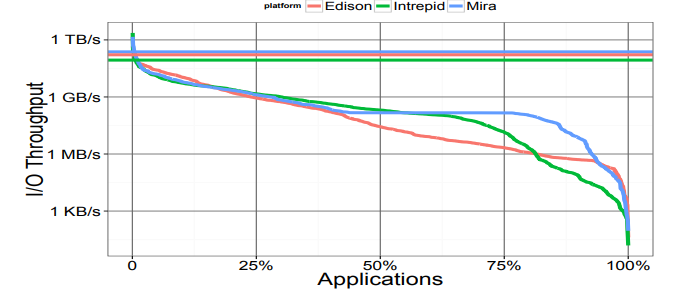 platform Edison Intrepid Mira
1 TB/s
1 GB/s
1 MB/s
1 KB/s
I/O Throughput
0 25% 50% 75% 100%
Applications